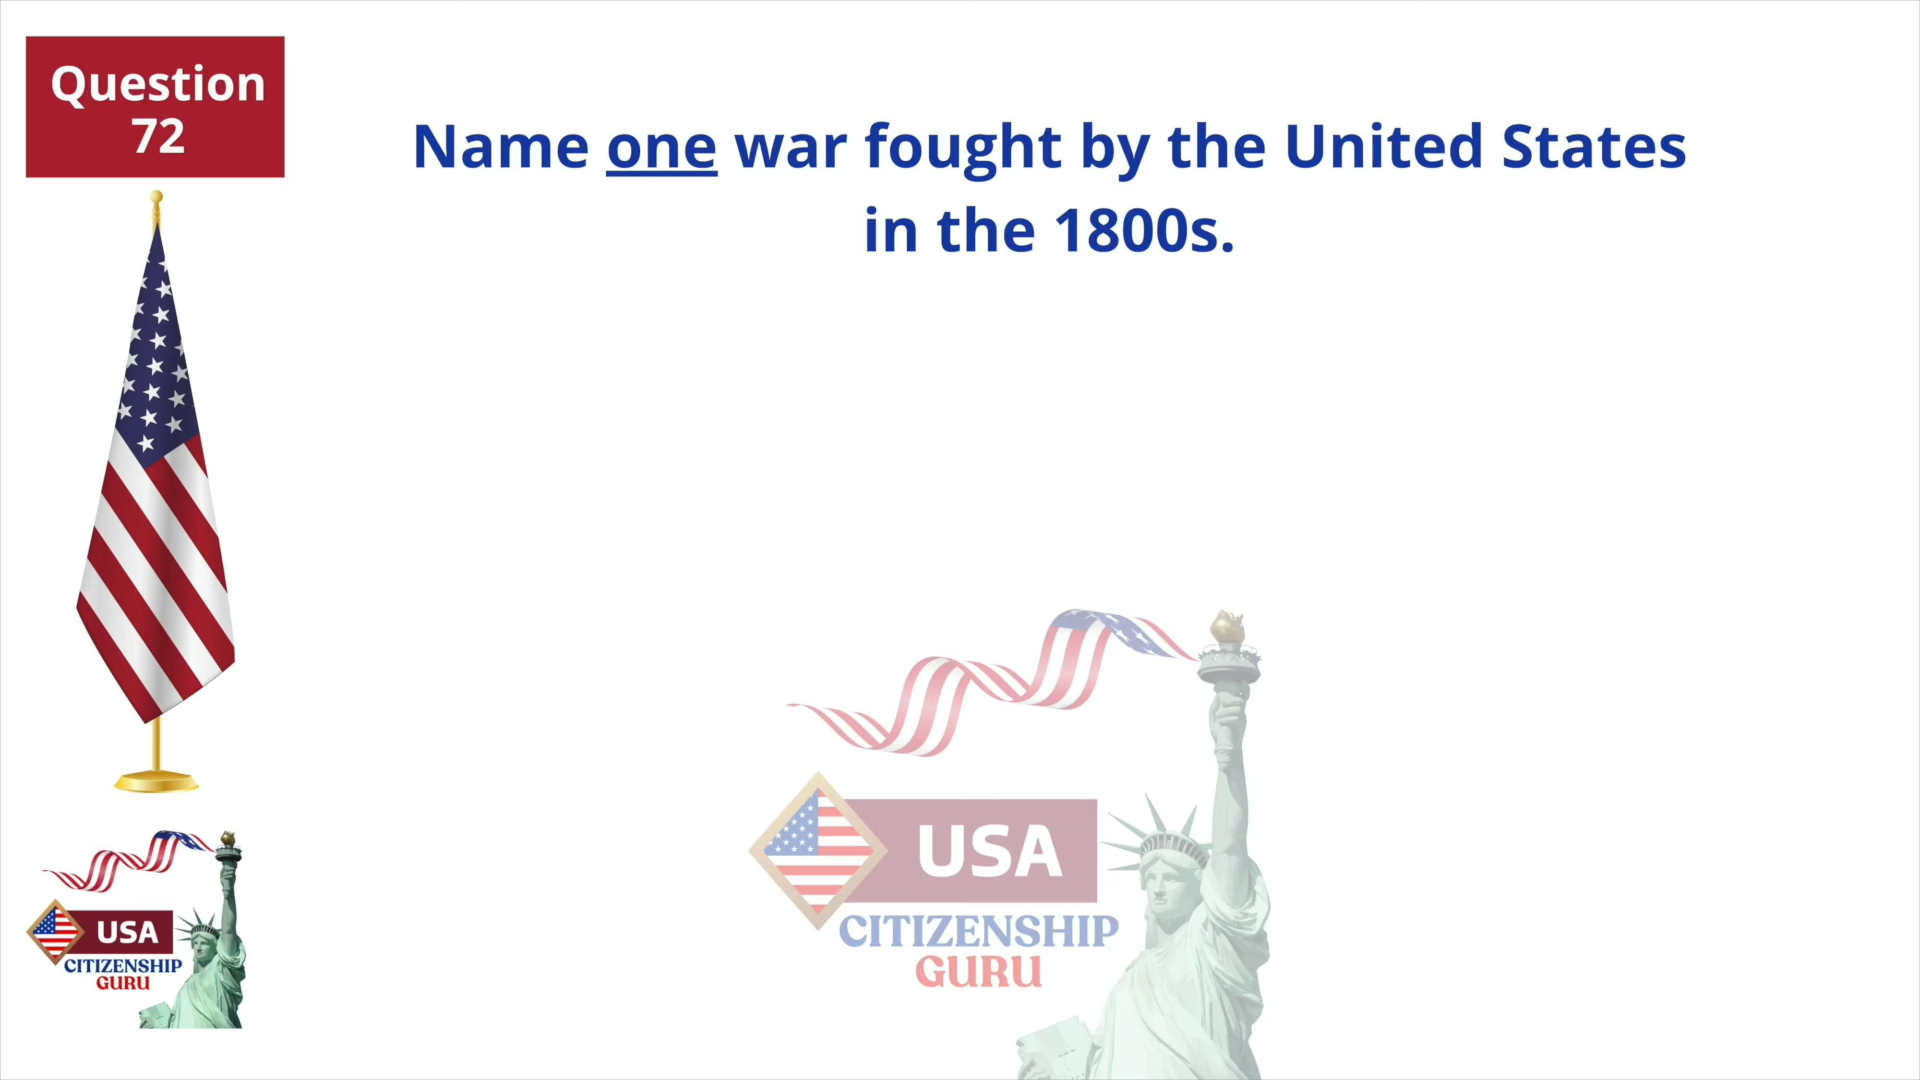 Question
72
Name one war fought by the United States
in the 1800s.
USA
CITIZENSHIP
GURU
USA
CITIZENSHIP
GURU